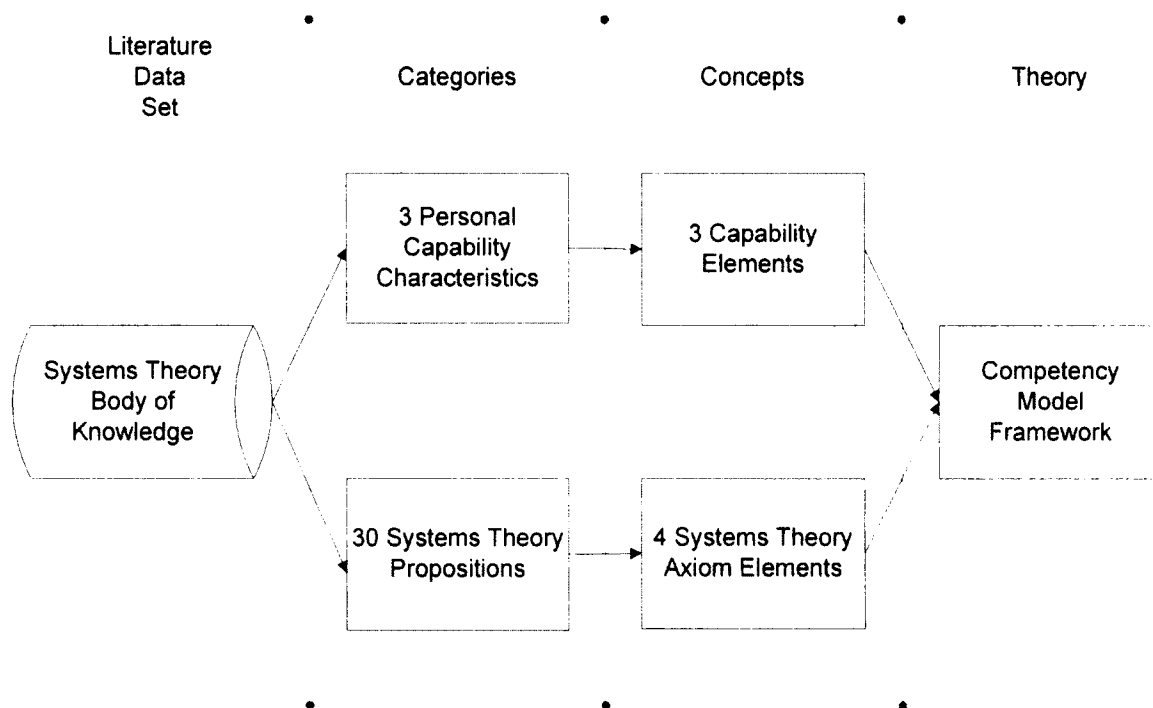 Literature
Data
Set
Categories
Concepts
Theory
3 Personal
Capability
Characteristics
3 Capability
Elements
Systems Theory
Body of
Knowledge
Competency
Model
Framework
30 Systems Theory
Propositions
4 Systems Theory
Axiom Elements